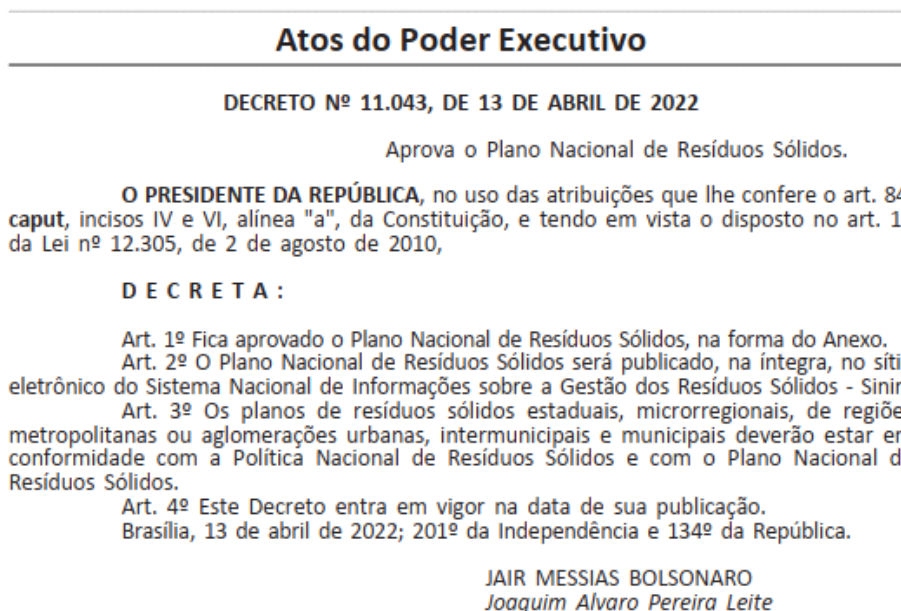 Atos do Poder Executivo
DECRETO Nº 11.043, DE 13 DE ABRIL DE 2022
Aprova o Plano Nacional de Resíduos Sólidos.
O PRESIDENTE DA REPÚBLICA, no uso das atribuições que lhe confere o art. 84
caput, incisos IV e VI, alínea "a", da Constituição, e tendo em vista o disposto no art. 1
da Lei nº 12.305, de 2 de agosto de 2010,
D E C R E T A :
Art. 1º Fica aprovado o Plano Nacional de Resíduos Sólidos, na forma do Anexo.
Art. 2º O Plano Nacional de Resíduos Sólidos será publicado, na íntegra, no síti
eletrônico do Sistema Nacional de Informações sobre a Gestão dos Resíduos Sólidos - Sinir
Art. 3º Os planos de resíduos sólidos estaduais, microrregionais, de regiõe
metropolitanas ou aglomerações urbanas, intermunicipais e municipais deverão estar e
conformidade com a Política Nacional de Resíduos Sólidos e com o Plano Nacional d
Resíduos Sólidos.
Art. 4º Este Decreto entra em vigor na data de sua publicação.
Brasília, 13 de abril de 2022; 201º da Independência e 134º da República.
JAIR MESSIAS BOLSONARO
Joaquim Alvaro Pereira Leite